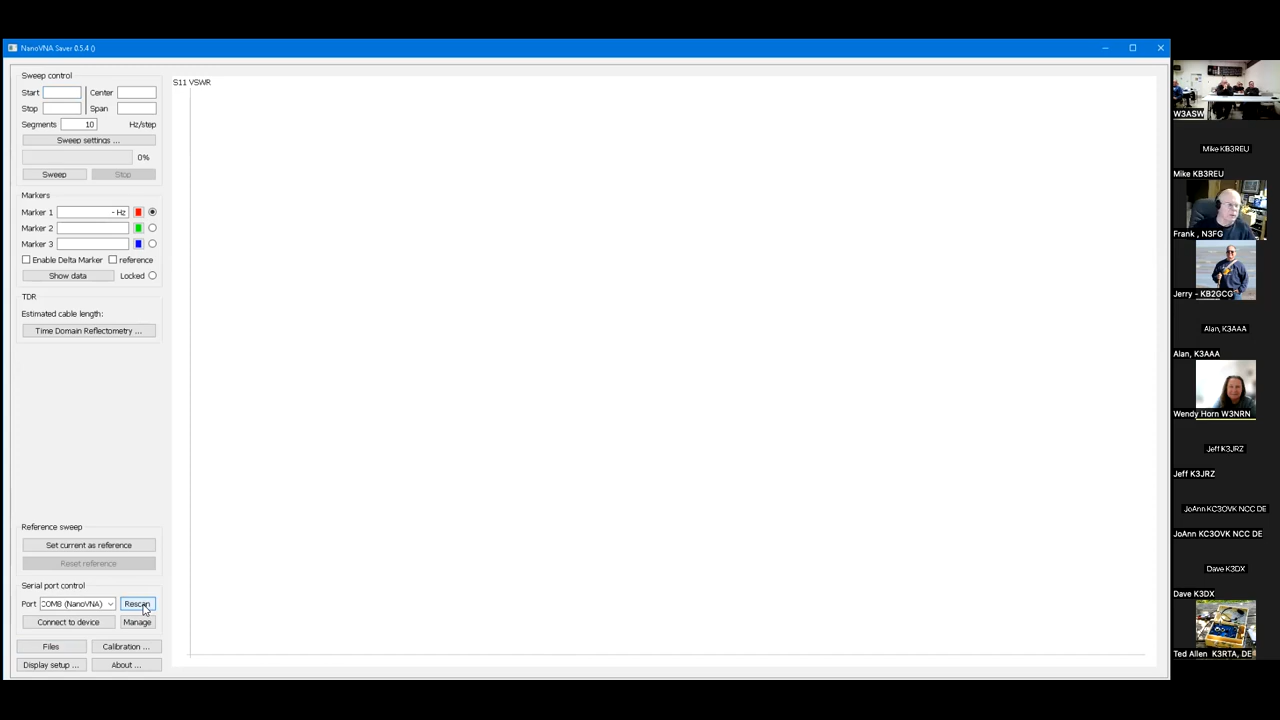 NanoVNA Saver 0.5.4 ()
Sweep control
Start
Center
Stop
Span
Segments 10 Hz/step
Sweep settings ...
0%
Sweep
Stop
Markers
Marker 1 - Hz
Marker 2
Marker 3
Enable Delta Marker
reference
Show data
Locked
TDR
Estimated cable length:
Time Domain Reflectometry ...
Reference sweep
Set current as reference
Reset reference
Serial port control
Port COM8 (NanoVNA)
Rescan
Connect to device
Manage
Files
Calibration ...
Display setup ...
About ...
S11 VSWR
W3ASW
Mike KB3REU
Mike KB3REU
Frank , N3FG
Jerry - KB2GCG
Alan, K3AAA
Alan, K3AAA
Wendy Horn W3NRN
Jeff K3JRZ
Jeff K3JRZ
JoAnn KC3OVK NCC DE
JoAnn KC3OVK NCC DE
Dave K3DX
Dave K3DX
Ted Allen K3RTA, DE